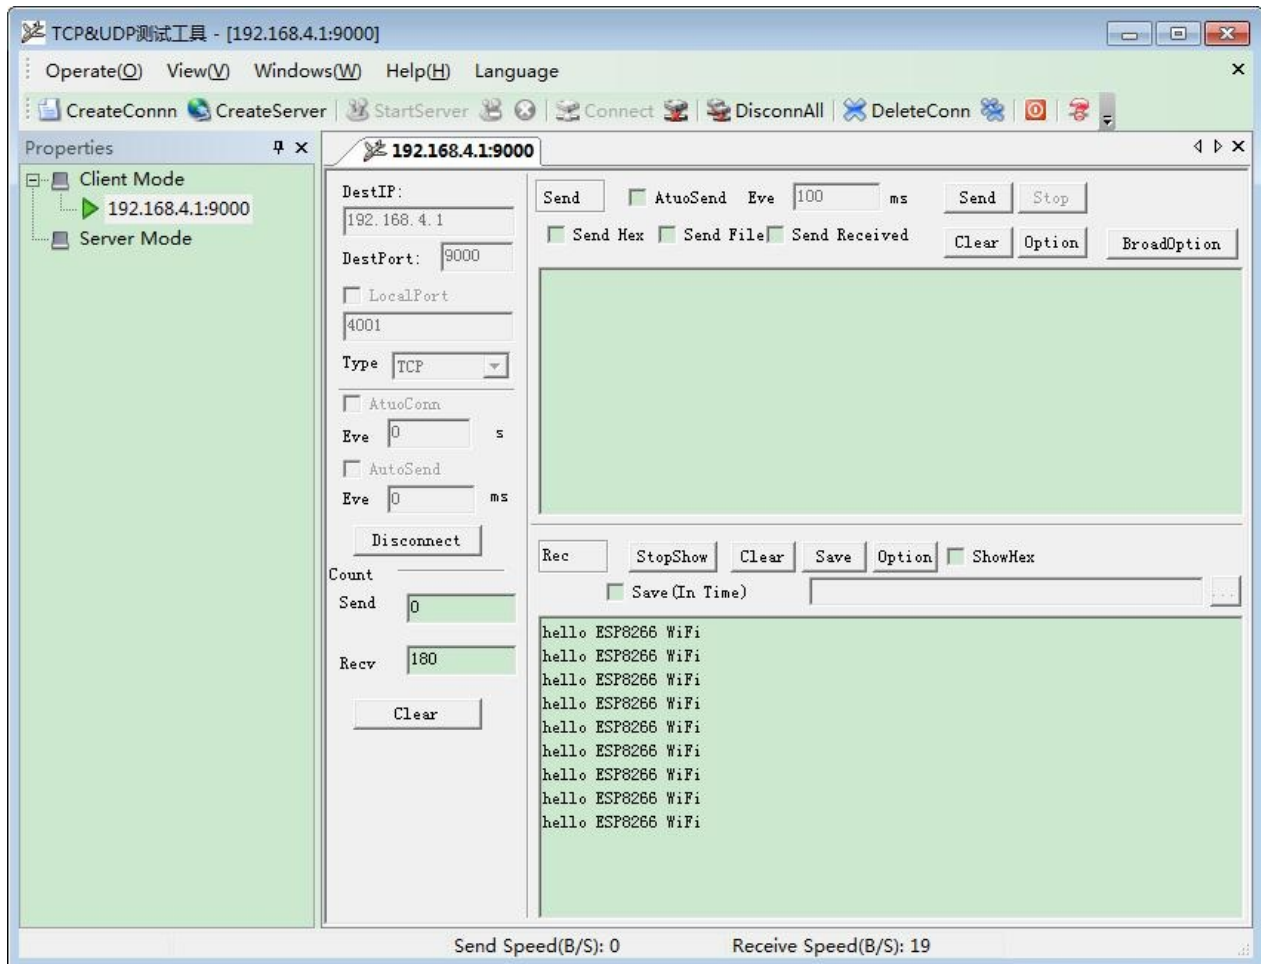 TCP&UDP测试工具 - [192.168.4.1:9000]
Operate(O) View(V) Windows(W) Help(H) Language
CreateConnn CreateServer StartServer Connect DisconnAll DeleteConn
Properties
Client Mode
192.168.4.1:9000
Server Mode
192.168.4.1:9000
DestIP:
192.168.4.1
DestPort: 9000
LocalPort
4001
Type TCP
AtuoConn
Eve 0 s
AutoSend
Eve 0 ms
Disconnect
Count
Send 0
Recv 180
Clear
Send AtuoSend Eve 100 ms Send Stop
Send Hex Send File Send Received Clear Option BroadOption
Rec StopShow Clear Save Option ShowHex
Save(In Time) ...
hello ESP8266 WiFi
hello ESP8266 WiFi
hello ESP8266 WiFi
hello ESP8266 WiFi
hello ESP8266 WiFi
hello ESP8266 WiFi
hello ESP8266 WiFi
hello ESP8266 WiFi
hello ESP8266 WiFi
Send Speed(B/S): 0 Receive Speed(B/S): 19